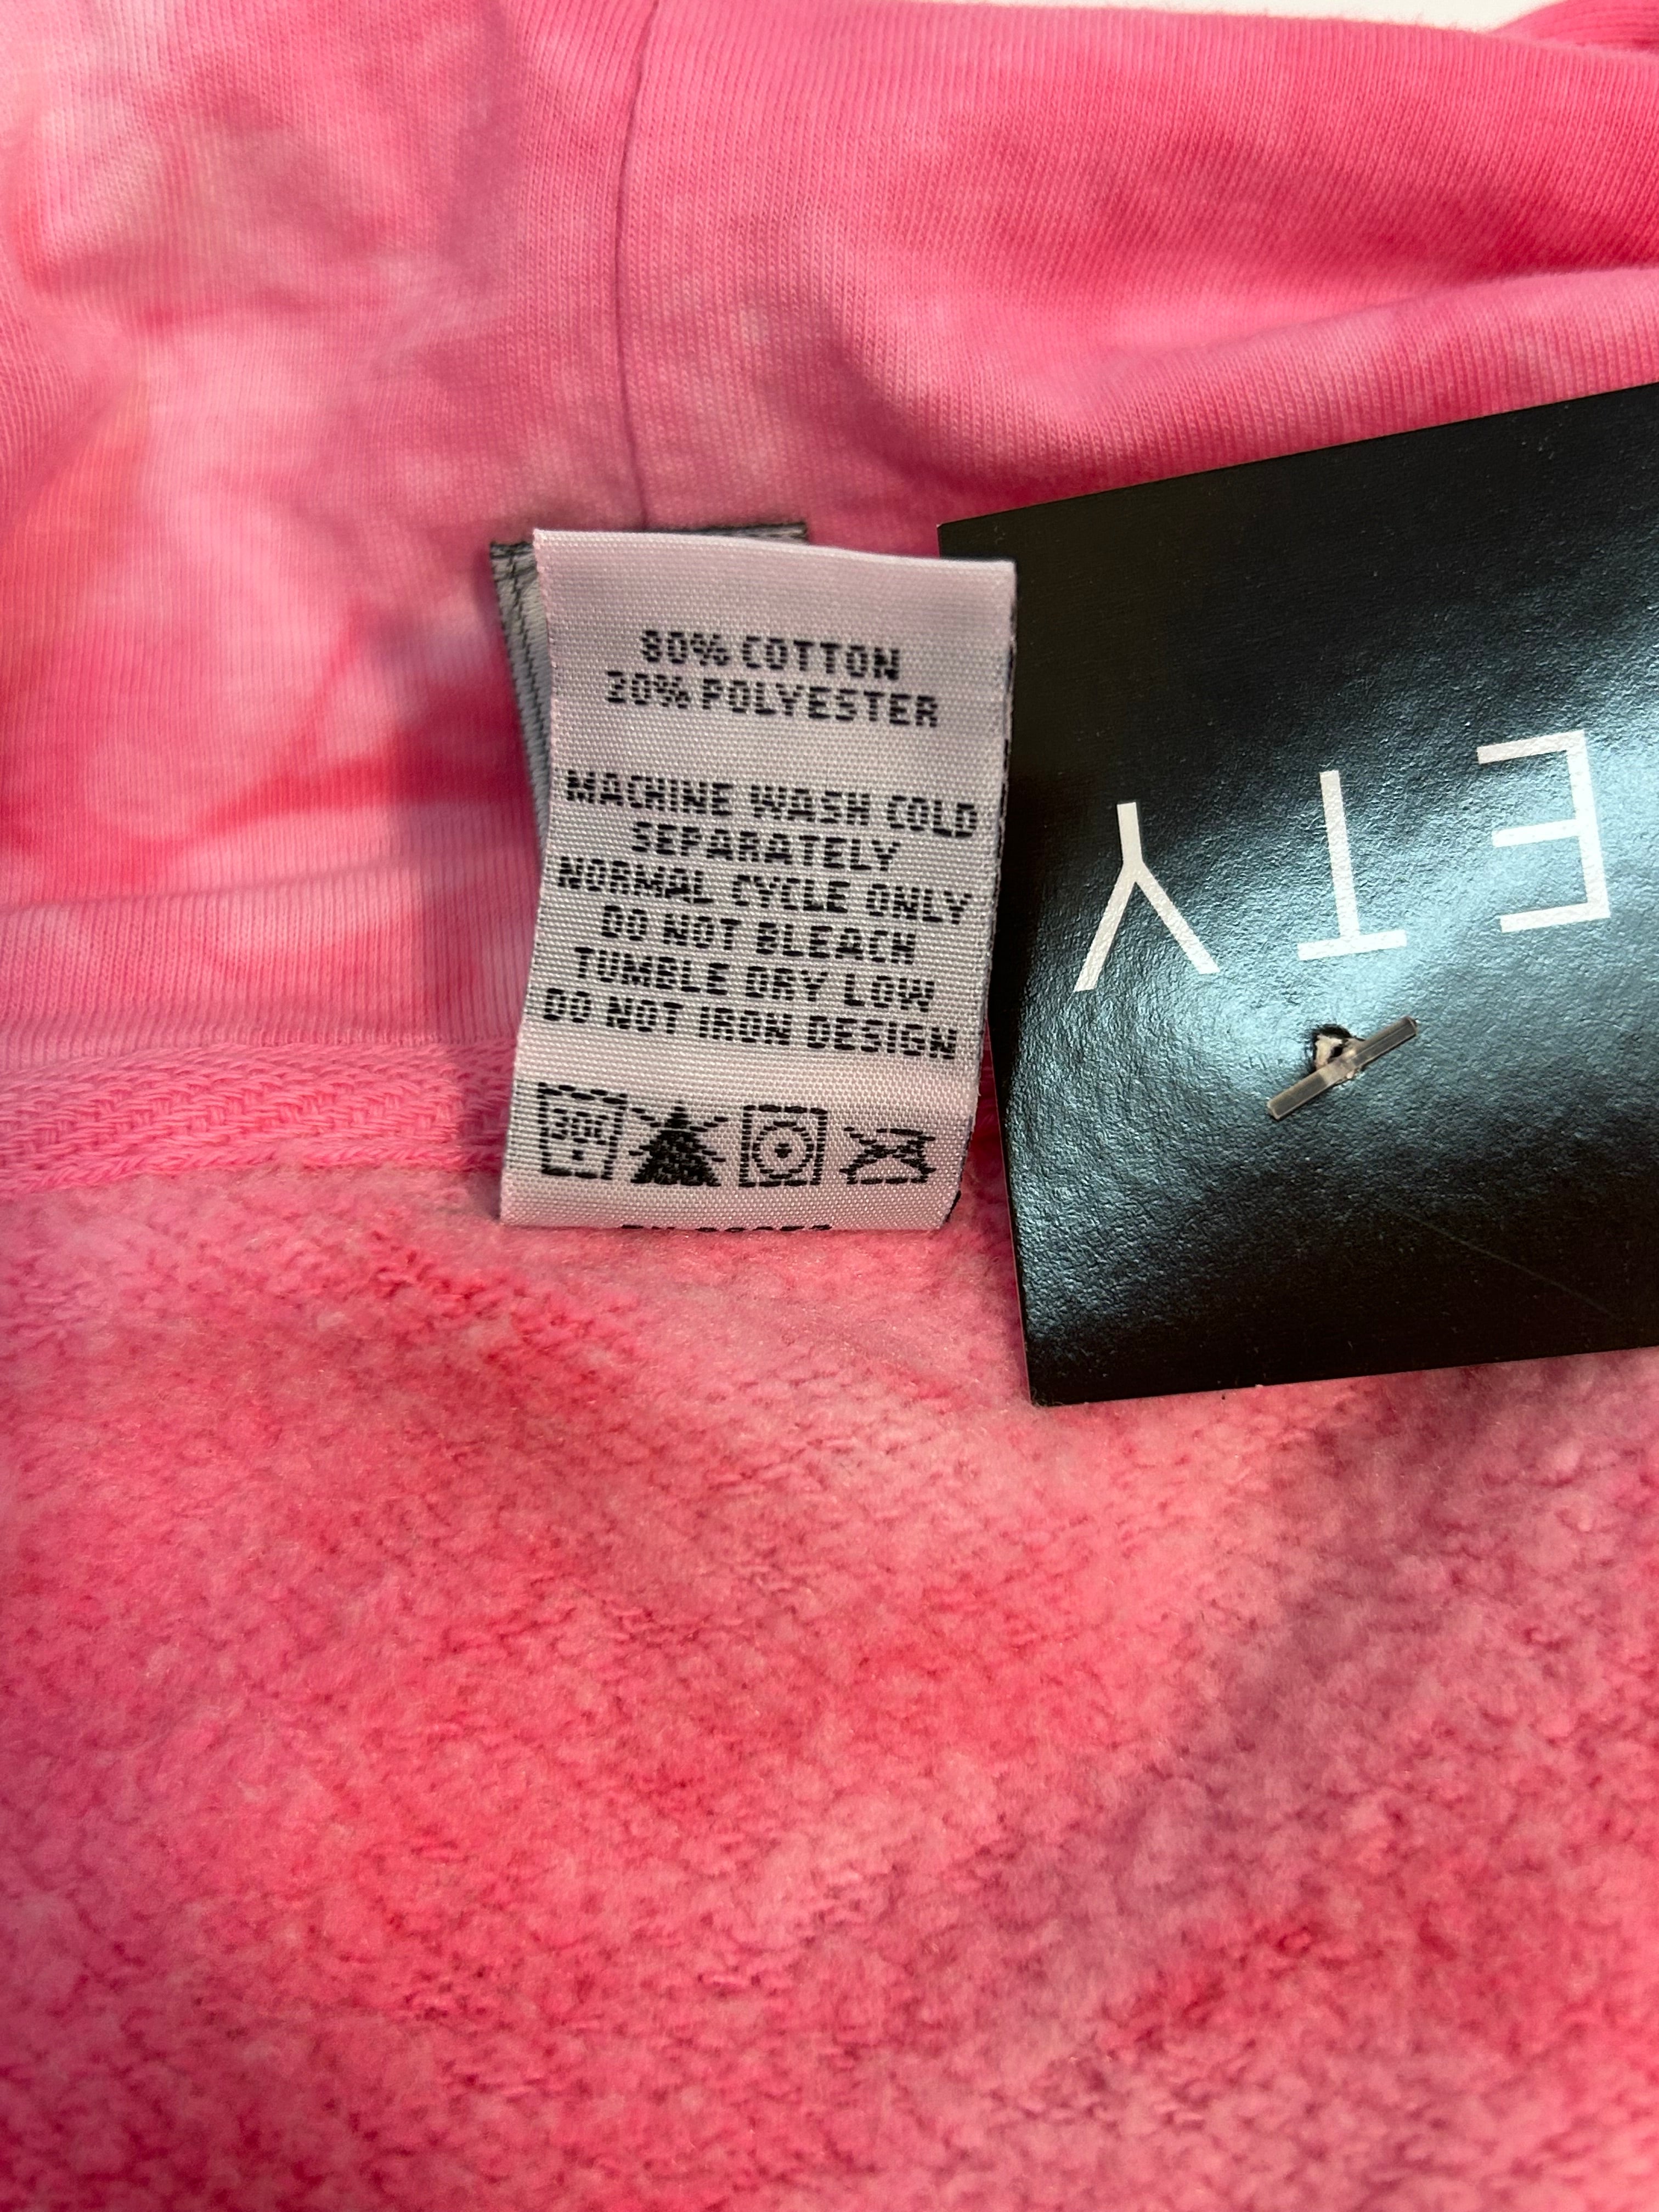 80% COTTON
20% POLYESTER
MACHINE WASH COLD
SEPARATELY
NORMAL CYCLE ONLY
DO NOT BLEACH
TUMBLE DRY LOW
DO NOT IRON DESIGN
30C
ETY